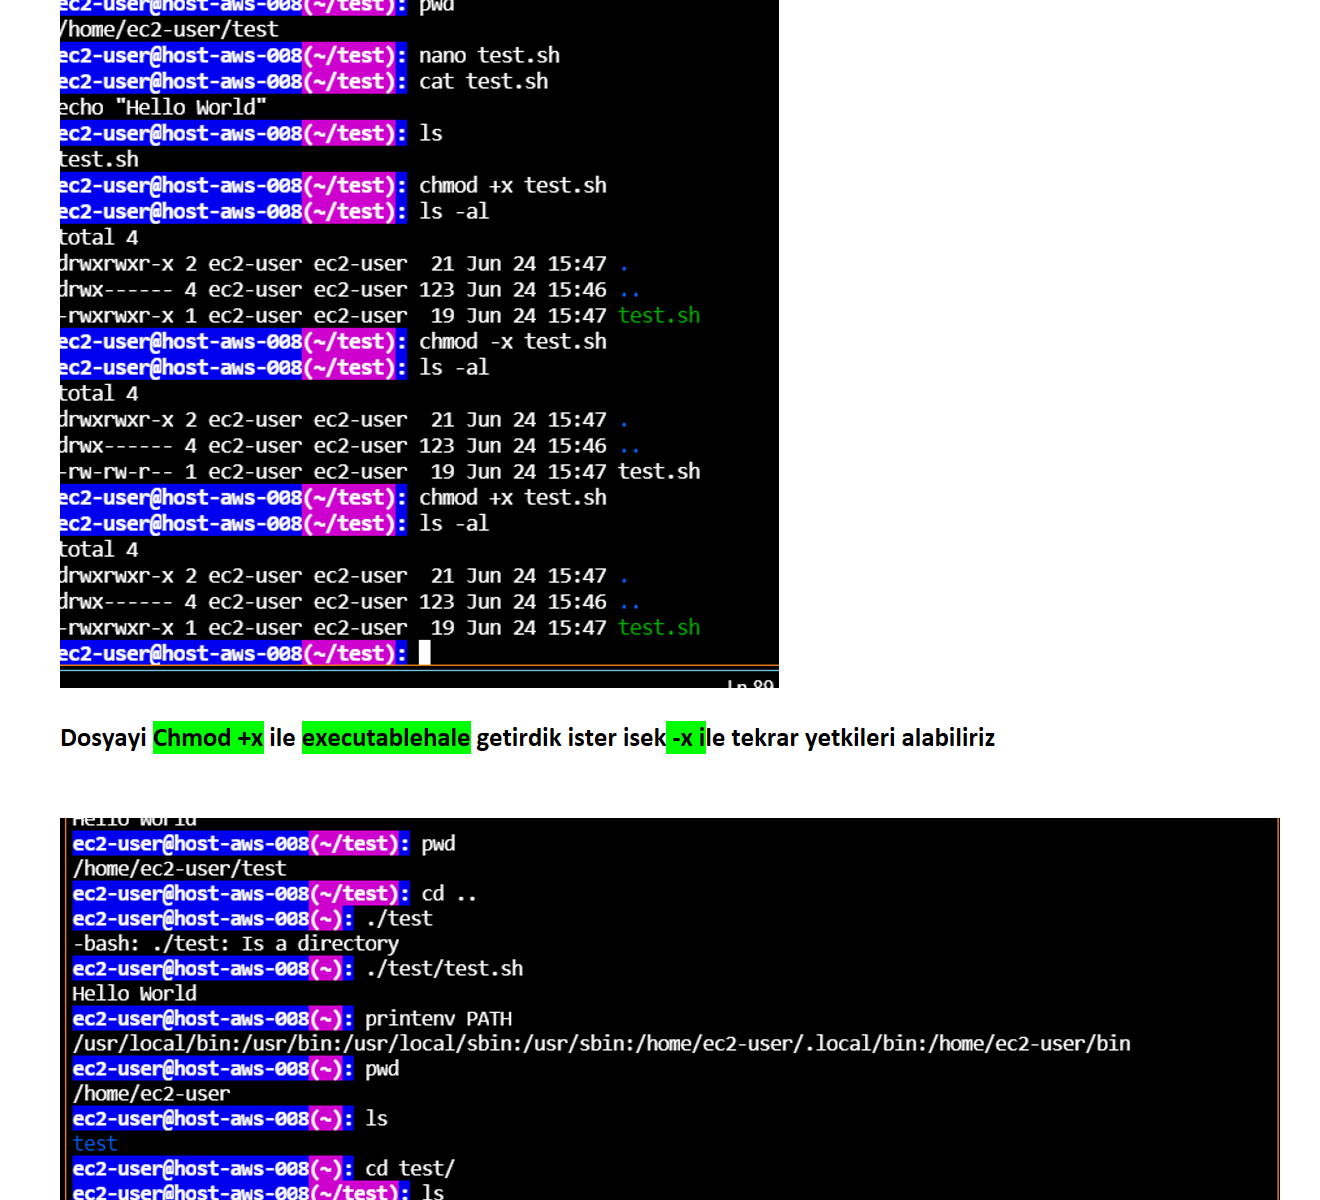 ec2-user@host-aws-008(~/test): pwd
/home/ec2-user/test
ec2-user@host-aws-008(~/test): nano test.sh
ec2-user@host-aws-008(~/test): cat test.sh
echo "Hello World"
ec2-user@host-aws-008(~/test): ls
test.sh
ec2-user@host-aws-008(~/test): chmod +x test.sh
ec2-user@host-aws-008(~/test): ls -al
total 4
drwxrwxr-x 2 ec2-user ec2-user  21 Jun 24 15:47 .
drwx------ 4 ec2-user ec2-user 123 Jun 24 15:46 ..
-rwxrwxr-x 1 ec2-user ec2-user  19 Jun 24 15:47 test.sh
ec2-user@host-aws-008(~/test): chmod -x test.sh
ec2-user@host-aws-008(~/test): ls -al
total 4
drwxrwxr-x 2 ec2-user ec2-user  21 Jun 24 15:47 .
drwx------ 4 ec2-user ec2-user 123 Jun 24 15:46 ..
-rw-rw-r-- 1 ec2-user ec2-user  19 Jun 24 15:47 test.sh
ec2-user@host-aws-008(~/test): chmod +x test.sh
ec2-user@host-aws-008(~/test): ls -al
total 4
drwxrwxr-x 2 ec2-user ec2-user  21 Jun 24 15:47 .
drwx------ 4 ec2-user ec2-user 123 Jun 24 15:46 ..
-rwxrwxr-x 1 ec2-user ec2-user  19 Jun 24 15:47 test.sh
ec2-user@host-aws-008(~/test):
Ln 89
Dosyayi Chmod +x ile executablehale getirdik ister isek -x ile tekrar yetkileri alabiliriz
Hello World
ec2-user@host-aws-008(~/test): pwd
/home/ec2-user/test
ec2-user@host-aws-008(~/test): cd ..
ec2-user@host-aws-008(~): ./test
-bash: ./test: Is a directory
ec2-user@host-aws-008(~): ./test/test.sh
Hello World
ec2-user@host-aws-008(~): printenv PATH
/usr/local/bin:/usr/bin:/usr/local/sbin:/usr/sbin:/home/ec2-user/.local/bin:/home/ec2-user/bin
ec2-user@host-aws-008(~): pwd
/home/ec2-user
ec2-user@host-aws-008(~): ls
test
ec2-user@host-aws-008(~): cd test/
ec2-user@host-aws-008(~/test): ls